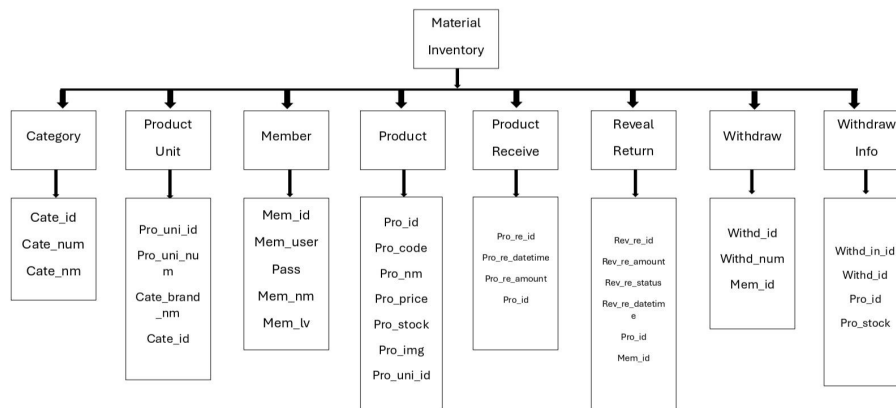 Material
Inventory
Category
Product
Unit
Member
Product
Product
Receive
Reveal
Return
Withdraw
Withdraw
Info
Cate_id
Cate_num
Cate_nm
Pro_uni_id
Pro_uni_nu
m
Cate_brand
_nm
Cate_id
Mem_id
Mem_user
Pass
Mem_nm
Mem_lv
Pro_id
Pro_code
Pro_nm
Pro_price
Pro_stock
Pro_img
Pro_uni_id
Pro_re_id
Pro_re_datetime
Pro_re_amount
Pro_id
Rev_re_id
Rev_re_amount
Rev_re_status
Rev_re_datetim
e
Pro_id
Mem_id
Withd_id
Withd_num
Mem_id
Withd_in_id
Withd_id
Pro_id
Pro_stock